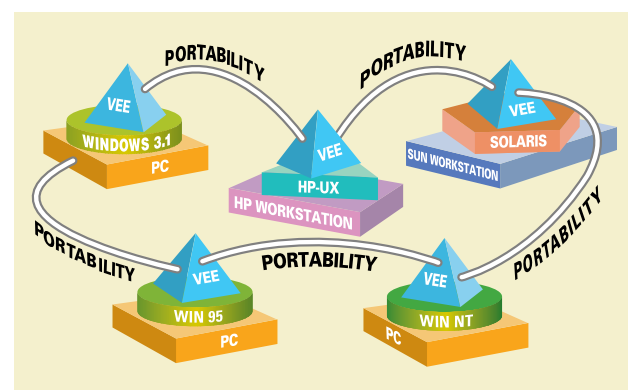 PORTABILITY
PORTABILITY
VEE
WINDOWS 3.1
PC
VEE
HP-UX
HP WORKSTATION
VEE
SOLARIS
SUN WORKSTATION
PORTABILITY
PORTABILITY
PORTABILITY
VEE
WIN 95
PC
VEE
WIN NT
PC